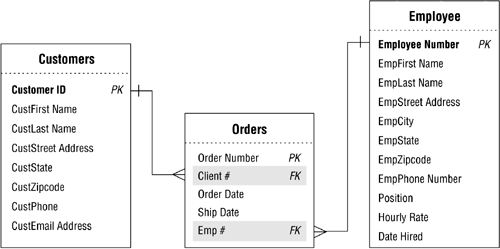 Customers
Customer ID PK
CustFirst Name
CustLast Name
CustStreet Address
CustState
CustZipcode
CustPhone
CustEmail Address
Orders
Order Number PK
Client # FK
Order Date
Ship Date
Emp # FK
Employee
Employee Number PK
EmpFirst Name
EmpLast Name
EmpStreet Address
EmpCity
EmpState
EmpZipcode
EmpPhone Number
Position
Hourly Rate
Date Hired